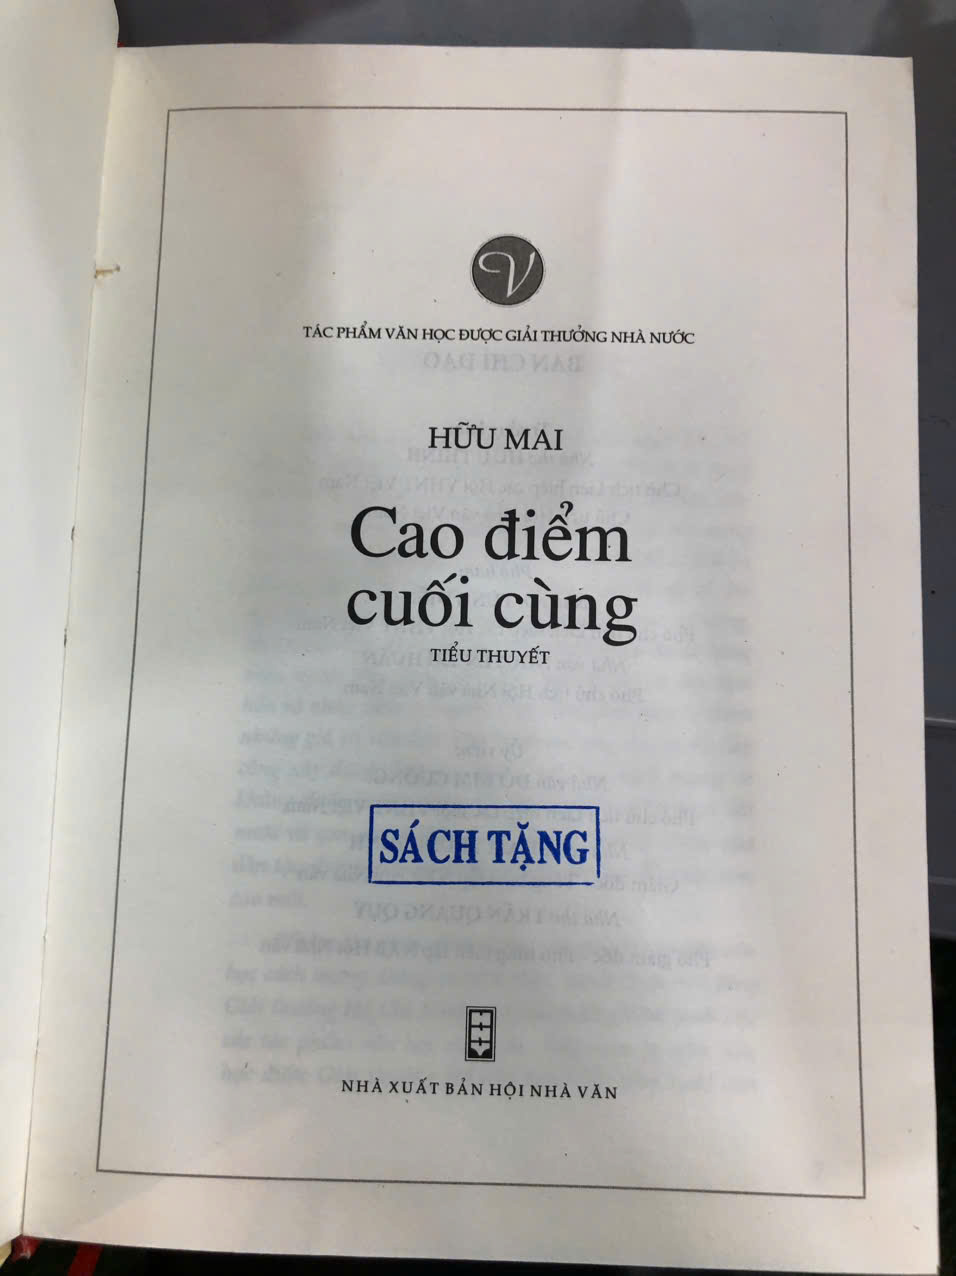 V
TÁC PHẨM VĂN HỌC ĐƯỢC GIẢI THƯỞNG NHÀ NƯỚC
HỮU MAI
Cao điểm
cuối cùng
TIỂU THUYẾT
SÁCH TẶNG
NHÀ XUẤT BẢN HỘI NHÀ VĂN